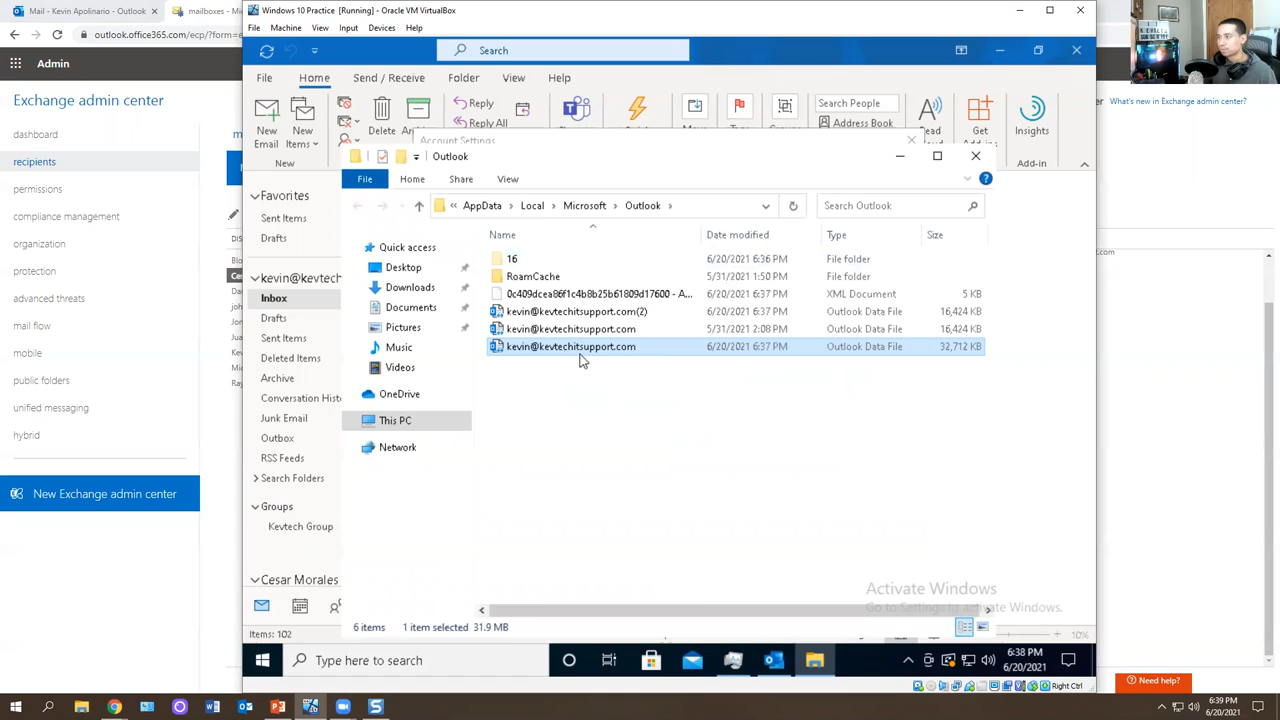 Mail - Kevin Apolinario - Outlook
mailboxes - Mi
Windows 10 Practice [Running] - Oracle VM VirtualBox
outlook.office365.com/ecp/?
File Machine View Input Devices Help
Admin
Search
Exchange admin center
What's new in Exchange admin center?
File Home Send / Receive Folder View Help
New Email
New Items
Delete
Reply
Reply All
Search People
Address Book
Get Add-ins
Insights
New
Add-in
Account Settings
dashboard
recipients
permissions
compliance management
organization
protection
advanced threats
mail flow
mobile
public folders
unified messaging
hybrid
New Exchange admin center
Favorites
Sent Items
Drafts
kevin@kevtech
Inbox
Drafts
Sent Items
Deleted Items
Archive
Conversation Histo
Junk Email
Outbox
RSS Feeds
Search Folders
Groups
Kevtech Group
Cesar Morales
Items: 102
Outlook
File Home Share View
« AppData > Local > Microsoft > Outlook >
Search Outlook
Quick access
Desktop
Downloads
Documents
Pictures
Music
Videos
OneDrive
This PC
Network
Name Date modified Type Size
16 6/20/2021 6:36 PM File folder
RoamCache 5/31/2021 1:50 PM File folder
0c409dcea86f1c4b8b25b61809d17600 - A... 6/20/2021 6:37 PM XML Document 5 KB
kevin@kevtechitsupport.com(2) 6/20/2021 6:37 PM Outlook Data File 16,424 KB
kevin@kevtechitsupport.com 5/31/2021 2:08 PM Outlook Data File 16,424 KB
kevin@kevtechitsupport.com 6/20/2021 6:37 PM Outlook Data File 32,712 KB
6 items 1 item selected 31.9 MB
Activate Windows
Go to Settings to activate Windows.
10%
Type here to search
6:38 PM
6/20/2021
Right Ctrl
Need help?
6:39 PM
6/20/2021